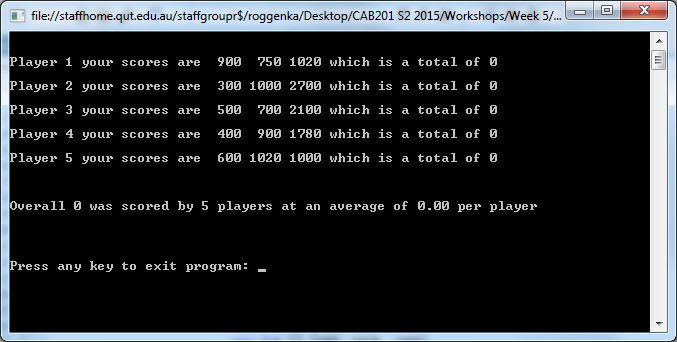 file://staffhome.qut.edu.au/staffgroupr$/roggenka/Desktop/CAB201 S2 2015/Workshops/Week 5/...
Player 1 your scores are  900  750 1020 which is a total of 0
Player 2 your scores are  300 1000 2700 which is a total of 0
Player 3 your scores are  500  700 2100 which is a total of 0
Player 4 your scores are  400  900 1780 which is a total of 0
Player 5 your scores are  600 1020 1000 which is a total of 0
Overall 0 was scored by 5 players at an average of 0.00 per player
Press any key to exit program: _